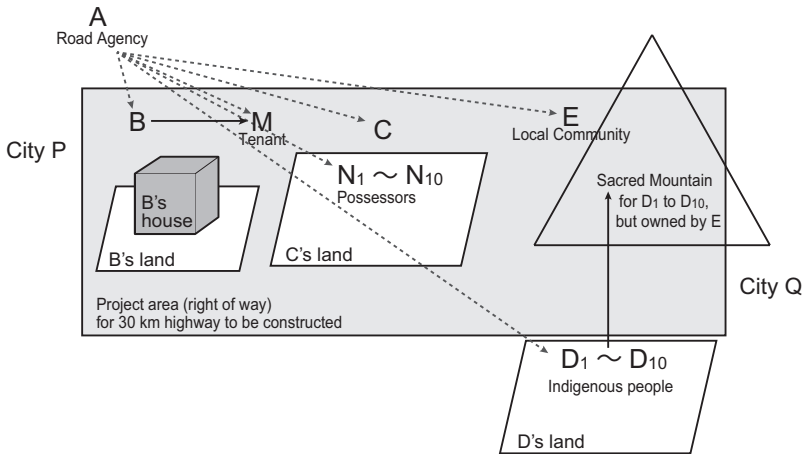 A
Road Agency
City P
B
M
Tenant
C
E
Local Community
N1 ～ N10
Possessors
Sacred Mountain
for D1 to D10,
but owned by E
B's
house
B's land
C's land
City Q
Project area (right of way)
for 30 km highway to be constructed
D1 ～ D10
Indigenous people
D's land